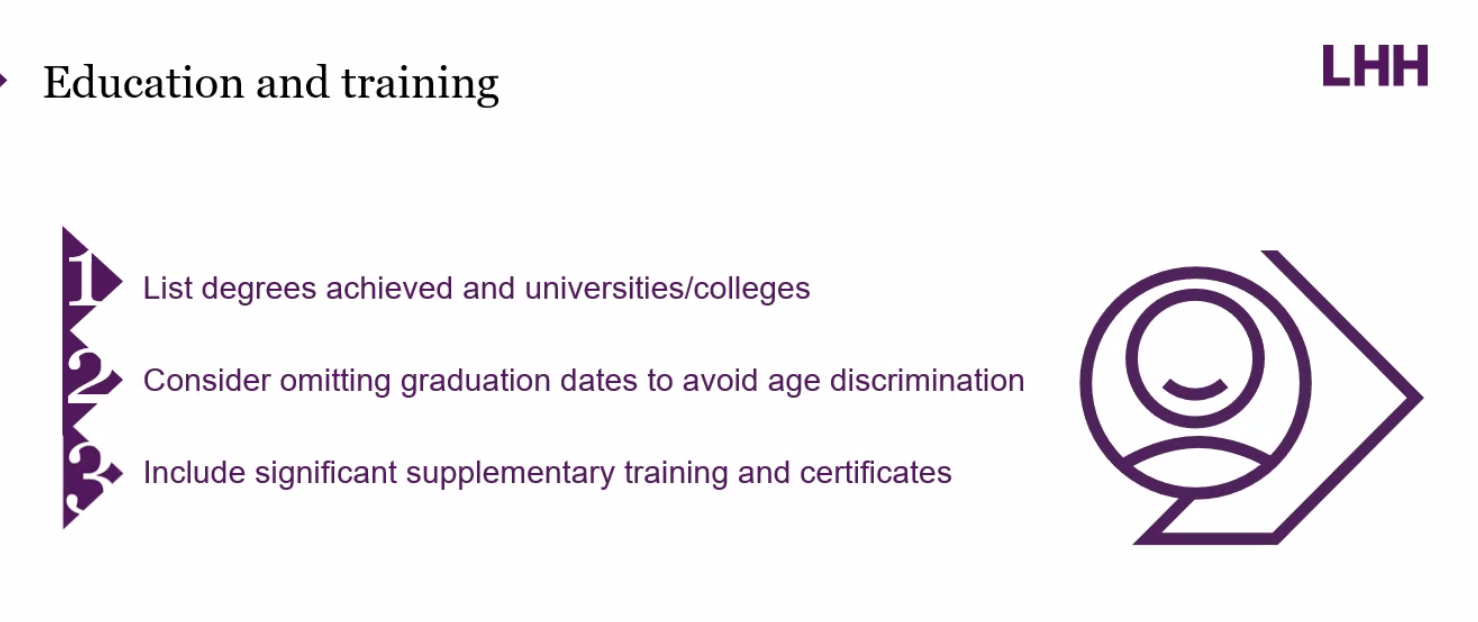 LHH
Education and training
1 List degrees achieved and universities/colleges
2 Consider omitting graduation dates to avoid age discrimination
3 Include significant supplementary training and certificates